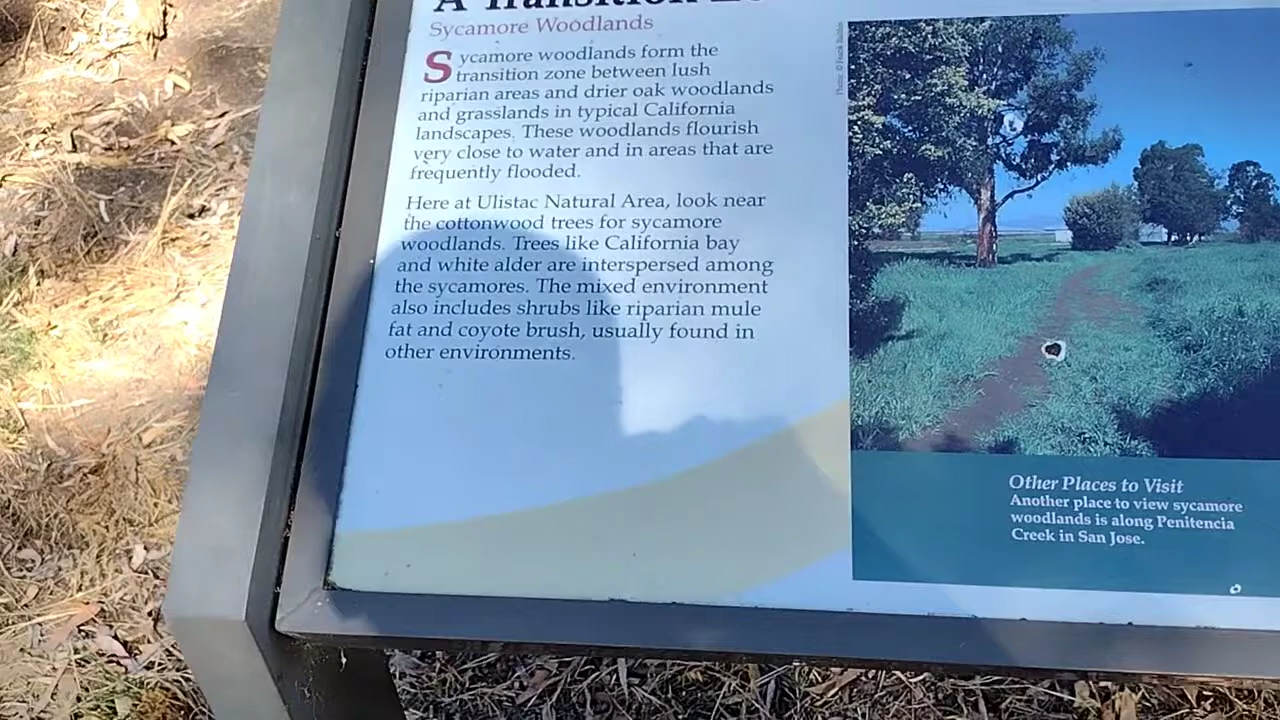 A Transition
Sycamore Woodlands
Sycamore woodlands form the
transition zone between lush
riparian areas and drier oak woodlands
and grasslands in typical California
landscapes. These woodlands flourish
very close to water and in areas that are
frequently flooded.
Here at Ulistac Natural Area, look near
the cottonwood trees for sycamore
woodlands. Trees like California bay
and white alder are interspersed among
the sycamores. The mixed environment
also includes shrubs like riparian mule
fat and coyote brush, usually found in
other environments.
Other Places to Visit
Another place to view sycamore
woodlands is along Penitencia
Creek in San Jose.